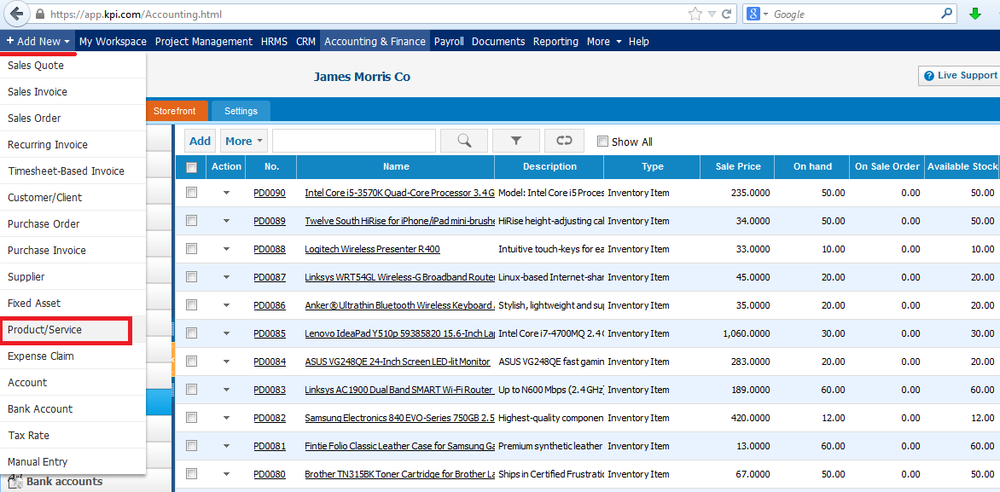 https://app.kpi.com/Accounting.html
Google
+ Add New
My Workspace
Project Management
HRMS
CRM
Accounting & Finance
Payroll
Documents
Reporting
More
Help
Sales Quote
Sales Invoice
Sales Order
Recurring Invoice
Timesheet-Based Invoice
Customer/Client
Purchase Order
Purchase Invoice
Supplier
Fixed Asset
Product/Service
Expense Claim
Account
Bank Account
Tax Rate
Manual Entry
Bank accounts
James Morris Co
Live Support
Storefront
Settings
Add
More
Show All
Action No. Name Description Type Sale Price On hand On Sale Order Available Stock
PD0090 Intel Core i5-3570K Quad-Core Processor 3.4 G Model: Intel Core i5 Proces Inventory Item 235.0000 50.00 0.00 50.00
PD0089 Twelve South HiRise for iPhone/iPad mini-brushe HiRise height-adjusting cal Inventory Item 34.0000 50.00 0.00 50.00
PD0088 Logitech Wireless Presenter R400 Intuitive touch-keys for ea Inventory Item 33.0000 10.00 0.00 10.00
PD0087 Linksys WRT54GL Wireless-G Broadband Router Linux-based Internet-shar Inventory Item 45.0000 20.00 0.00 20.00
PD0086 Anker® Ultrathin Bluetooth Wireless Keyboard Stylish, lightweight and sup Inventory Item 35.0000 20.00 0.00 20.00
PD0085 Lenovo IdeaPad Y510p 59385820 15.6-Inch Lap Intel Core i7-4700MQ 2.4 G Inventory Item 1,060.0000 30.00 0.00 30.00
PD0084 ASUS VG248QE 24-Inch Screen LED-lit Monitor ASUS VG248QE fast gamin Inventory Item 283.0000 20.00 0.00 20.00
PD0083 Linksys AC1900 Dual Band SMART Wi-Fi Router Up to N600 Mbps (2.4 GHz) Inventory Item 189.0000 60.00 0.00 60.00
PD0082 Samsung Electronics 840 EVO-Series 750GB 2.5 Highest-quality componen Inventory Item 420.0000 12.00 0.00 12.00
PD0081 Fintie Folio Classic Leather Case for Samsung Ga Premium synthetic leather Inventory Item 13.0000 60.00 0.00 60.00
PD0080 Brother TN315BK Toner Cartridge for Brother La Ships in Certified Frustratic Inventory Item 67.0000 50.00 0.00 50.00